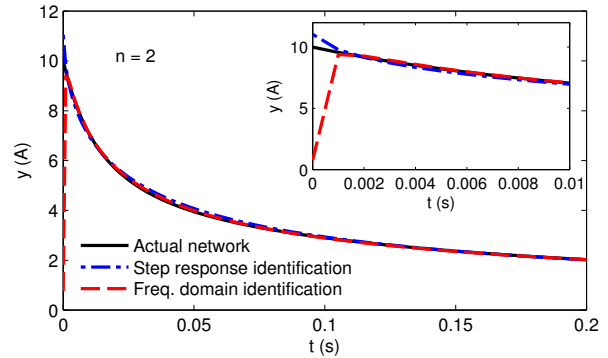 12
10
8
6
4
2
0
y (A)
n = 2
10
5
0
y (A)
0
0.002
0.004
0.006
0.008
0.01
t (s)
Actual network
Step response identification
Freq. domain identification
0
0.05
0.1
0.15
0.2
t (s)